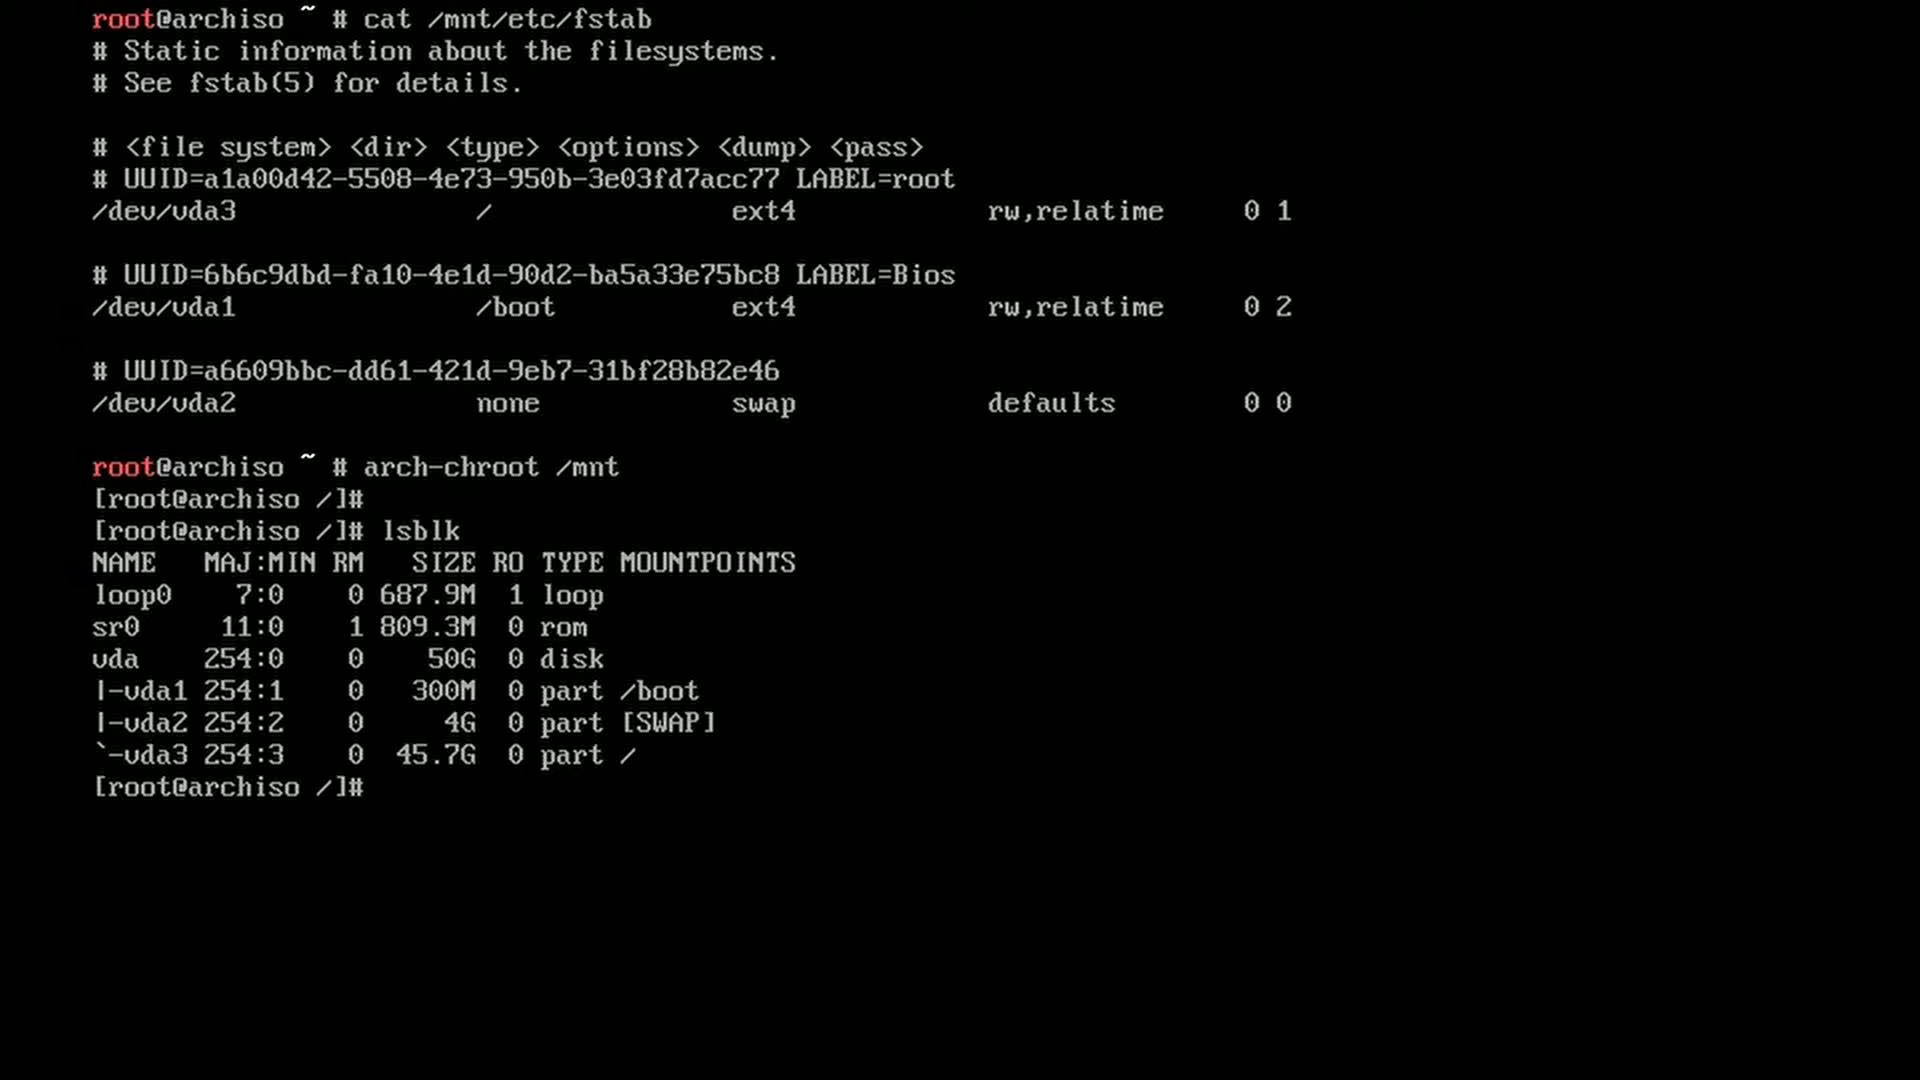 root@archiso ~ # cat /mnt/etc/fstab
# Static information about the filesystems.
# See fstab(5) for details.

# <file system> <dir> <type> <options> <dump> <pass>
# UUID=a1a00d42-5508-4e73-950b-3e03fd7acc77 LABEL=root
/dev/vda3               /               ext4            rw,relatime     0 1

# UUID=6b6c9dbd-fa10-4e1d-90d2-ba5a33e75bc8 LABEL=Bios
/dev/vda1               /boot           ext4            rw,relatime     0 2

# UUID=a6609bbc-dd61-421d-9eb7-31bf28b82e46
/dev/vda2               none            swap            defaults        0 0

root@archiso ~ # arch-chroot /mnt
[root@archiso /]#
[root@archiso /]# lsblk
NAME   MAJ:MIN RM   SIZE RO TYPE MOUNTPOINTS
loop0    7:0    0 687.9M  1 loop
sr0     11:0    1 809.3M  0 rom
vda    254:0    0    50G  0 disk
|-vda1 254:1    0   300M  0 part /boot
|-vda2 254:2    0     4G  0 part [SWAP]
`-vda3 254:3    0  45.7G  0 part /
[root@archiso /]#